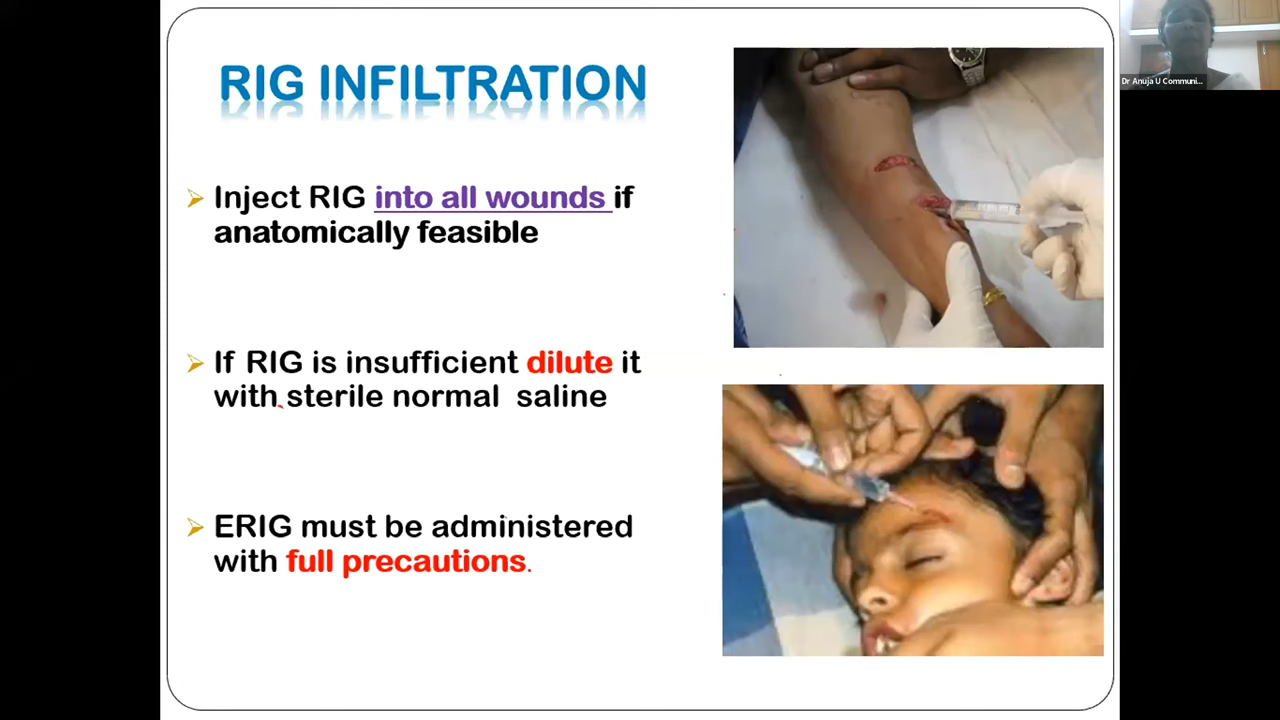 RIG INFILTRATION
Inject RIG into all wounds if
anatomically feasible
If RIG is insufficient dilute it
with sterile normal saline
ERIG must be administered
with full precautions.
Dr Anuja U Communi...